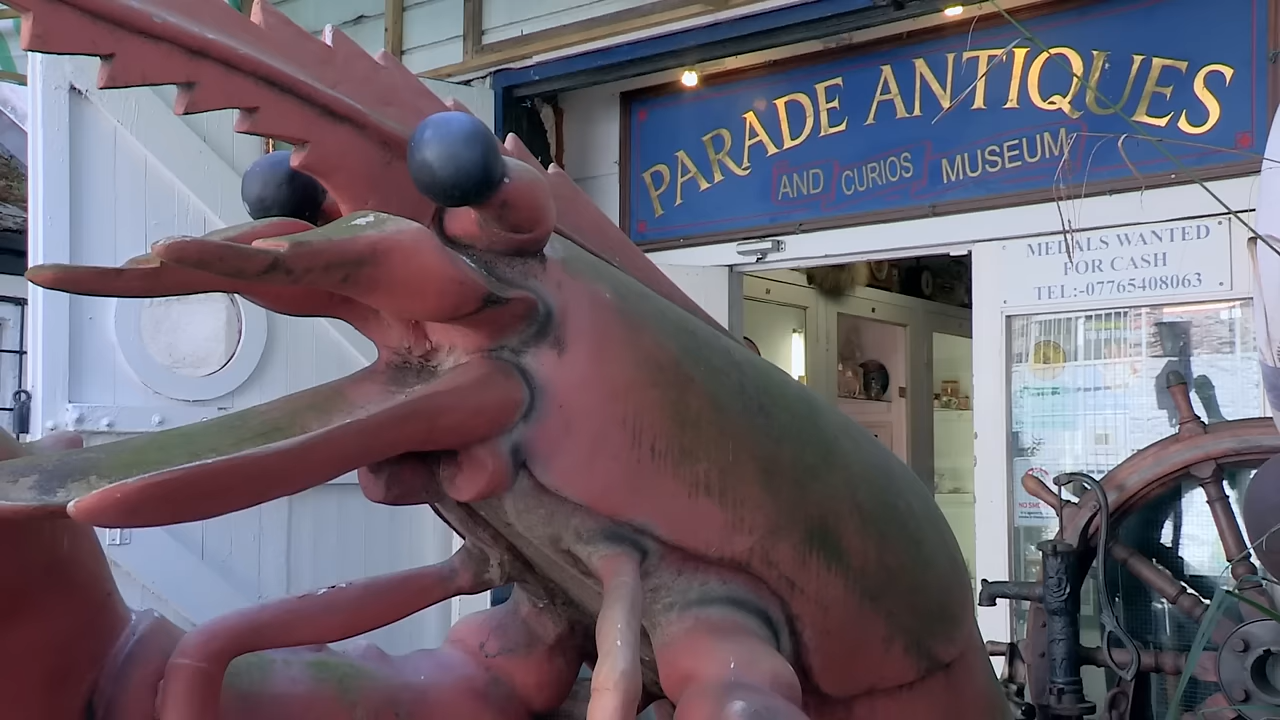 PARADE ANTIQUES
AND CURIOS MUSEUM
MEDALS WANTED
FOR CASH
TEL:-07765408063